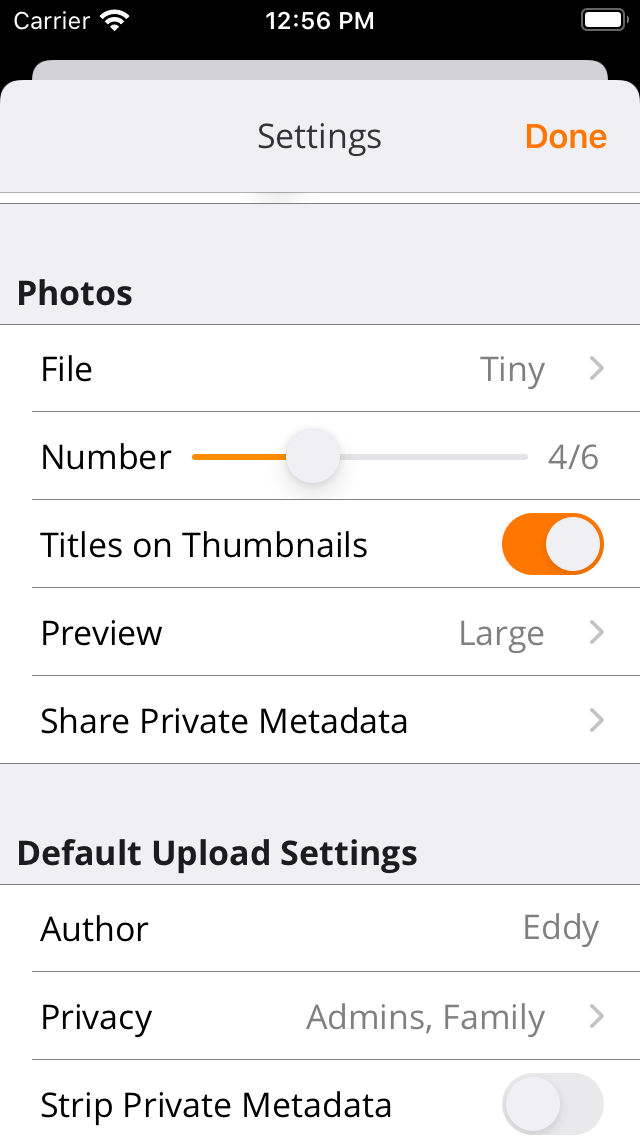 Carrier 12:56 PM
Settings Done
Photos
File Tiny
Number 4/6
Titles on Thumbnails
Preview Large
Share Private Metadata
Default Upload Settings
Author Eddy
Privacy Admins, Family
Strip Private Metadata